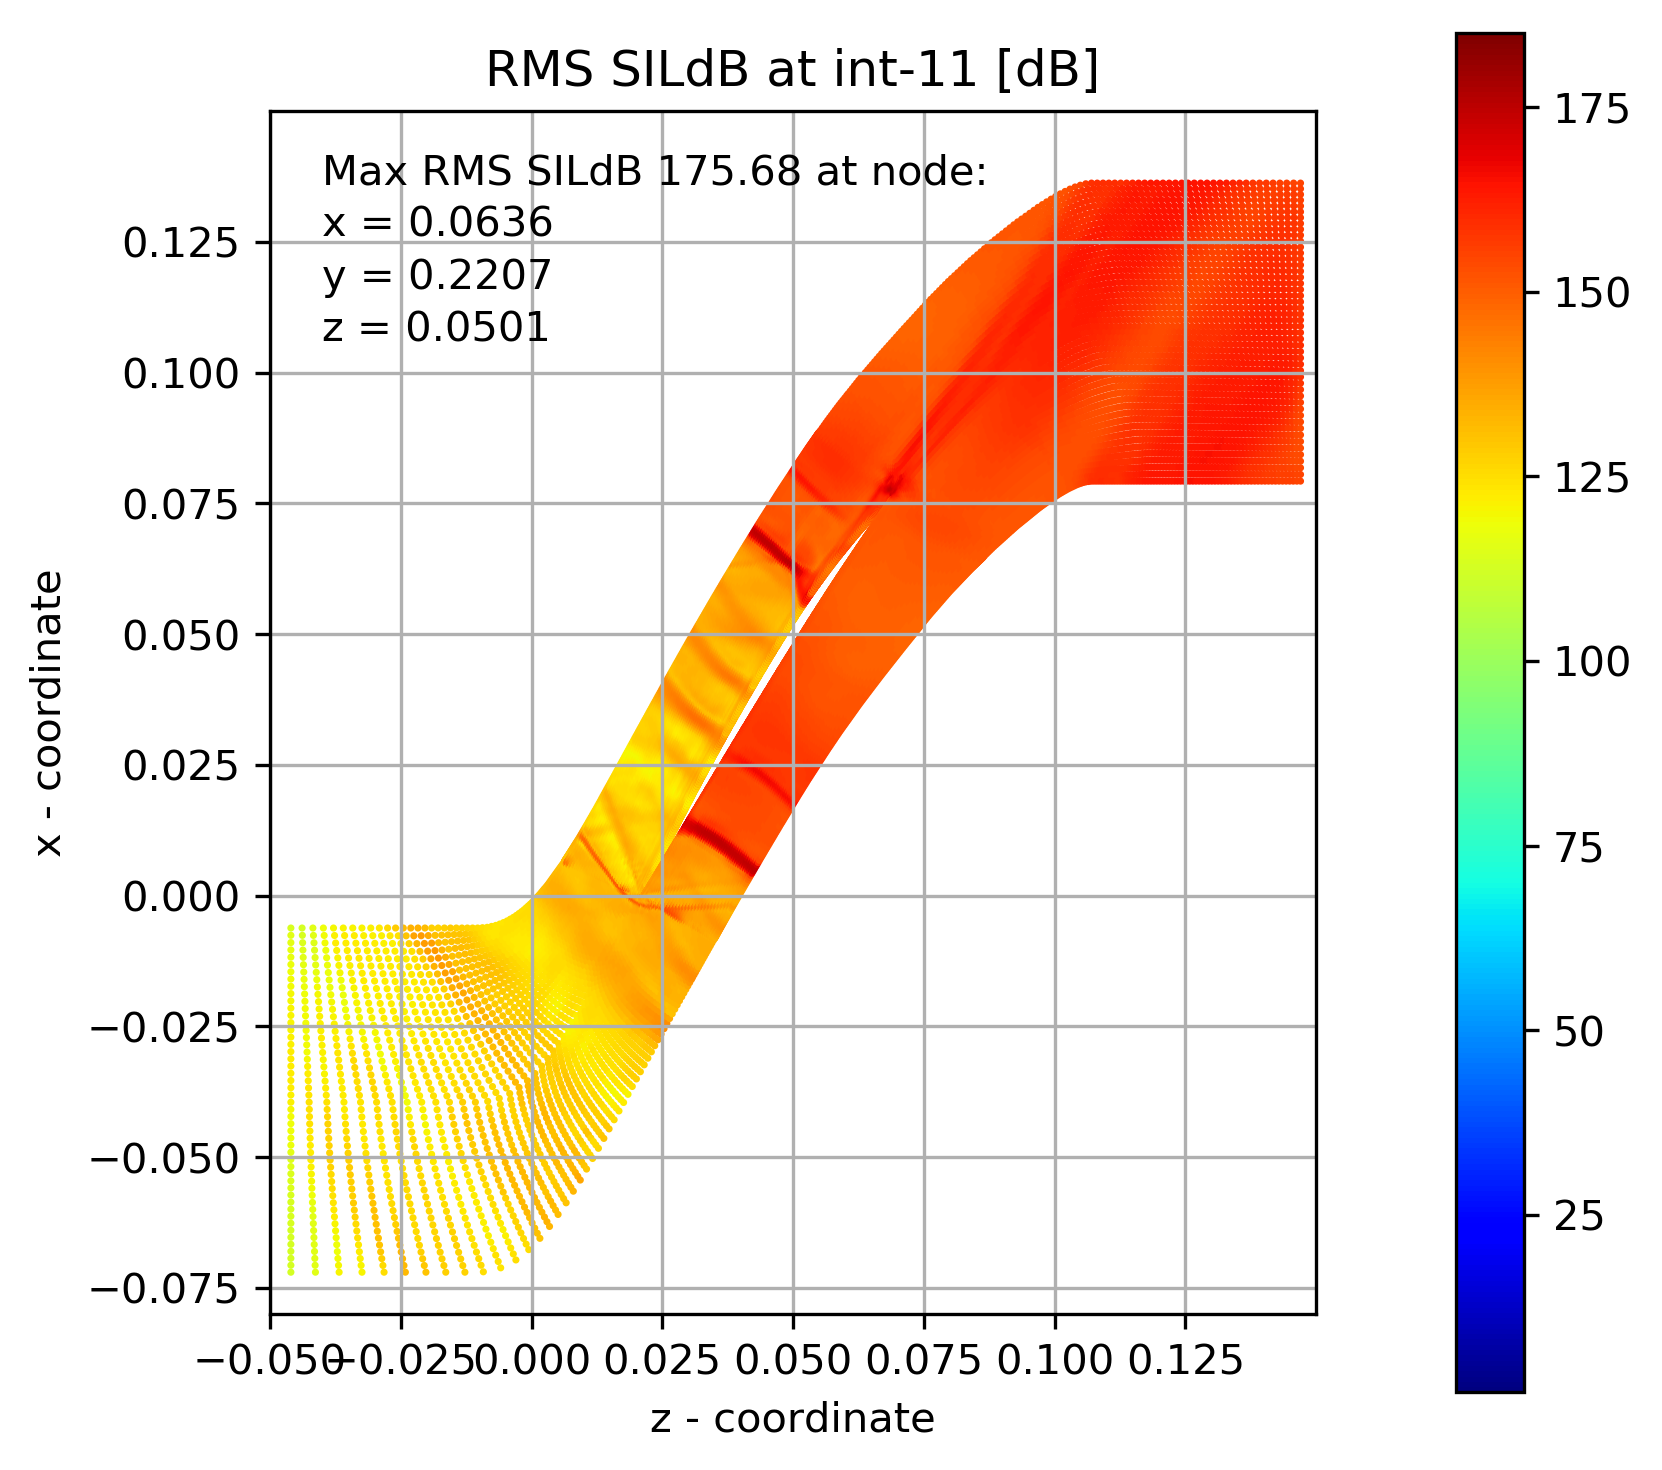 RMS SILdB at int-11 [dB]
Max RMS SILdB 175.68 at node:
x = 0.0636
y = 0.2207
z = 0.0501
x - coordinate
0.125
0.100
0.075
0.050
0.025
0.000
−0.025
−0.050
−0.075
−0.050 −0.025 0.000 0.025 0.050 0.075 0.100 0.125
z - coordinate
175
150
125
100
75
50
25